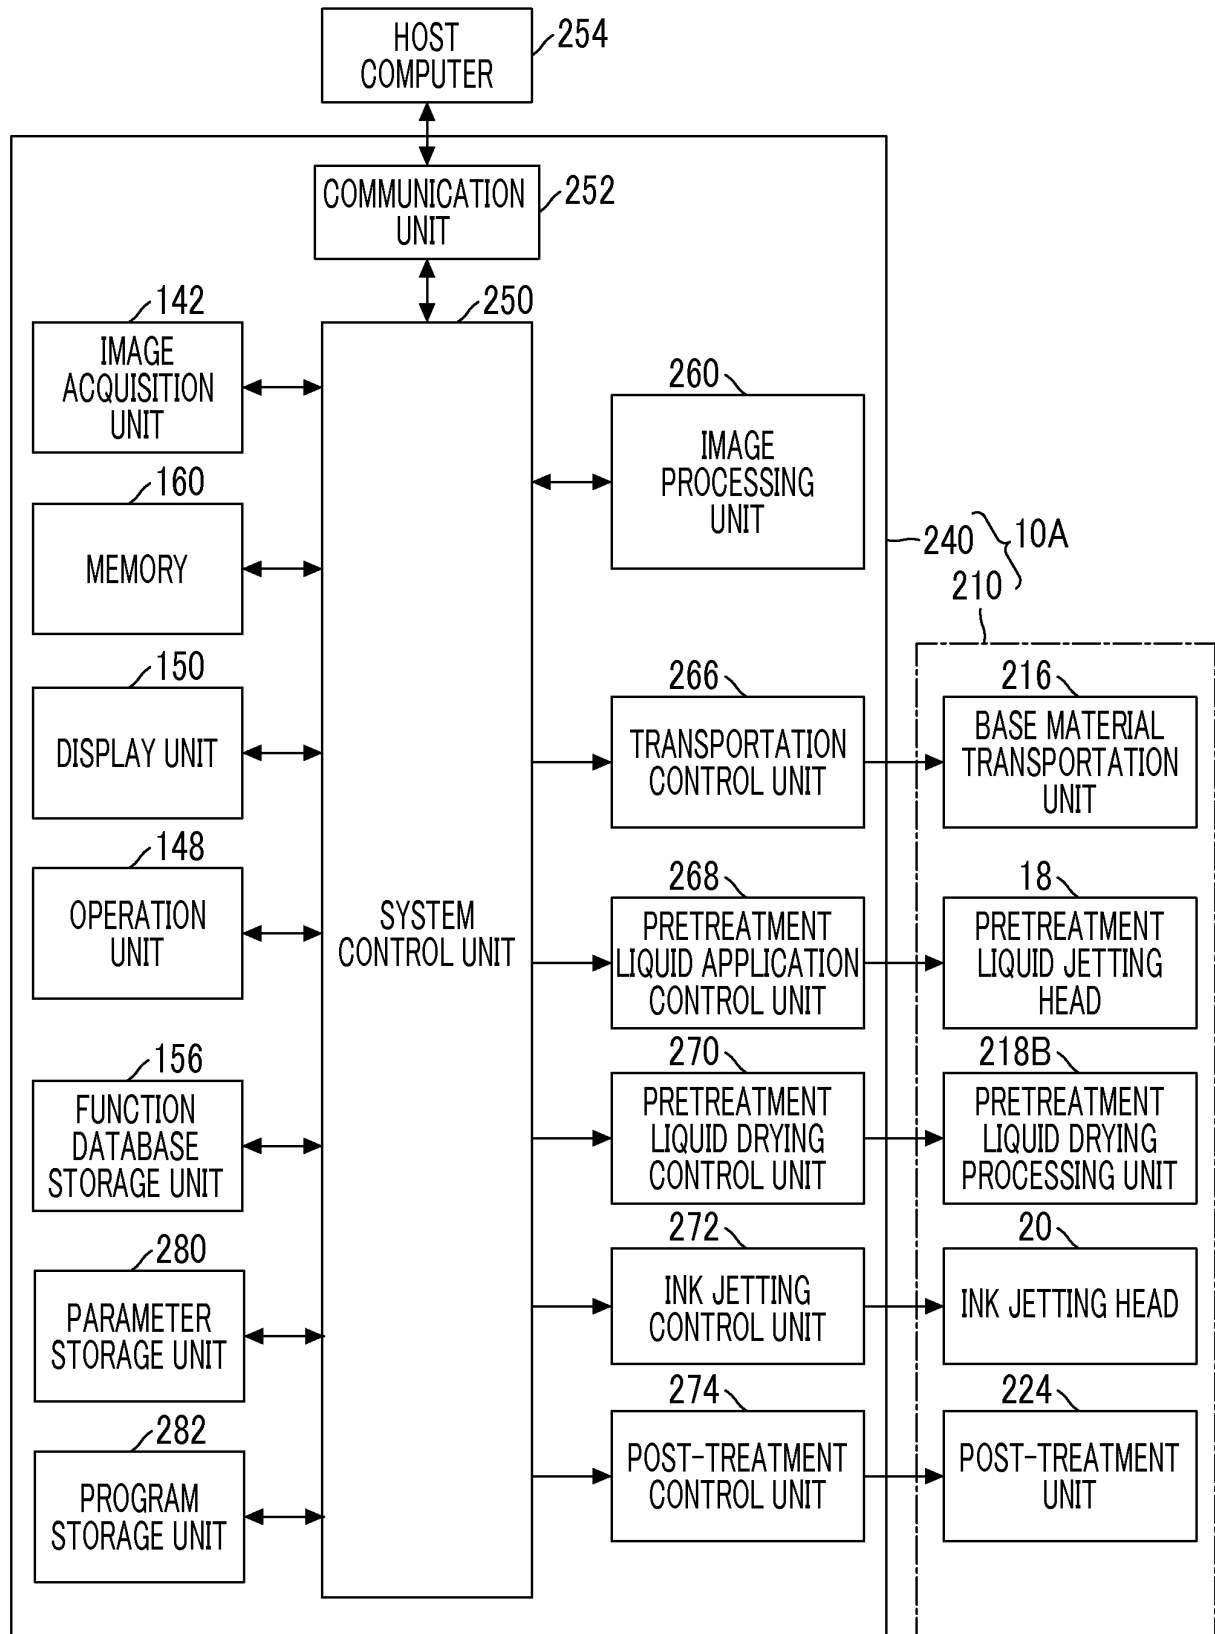 HOST
COMPUTER
254
COMMUNICATION
UNIT
252
142
IMAGE
ACQUISITION
UNIT
250
260
IMAGE
PROCESSING
UNIT
160
MEMORY
240
10A
210
150
DISPLAY UNIT
266
TRANSPORTATION
CONTROL UNIT
216
BASE MATERIAL
TRANSPORTATION
UNIT
148
OPERATION
UNIT
SYSTEM
CONTROL UNIT
268
PRETREATMENT
LIQUID APPLICATION
CONTROL UNIT
18
PRETREATMENT
LIQUID JETTING
HEAD
156
FUNCTION
DATABASE
STORAGE UNIT
270
PRETREATMENT
LIQUID DRYING
CONTROL UNIT
218B
PRETREATMENT
LIQUID DRYING
PROCESSING UNIT
280
PARAMETER
STORAGE UNIT
272
INK JETTING
CONTROL UNIT
20
INK JETTING HEAD
282
PROGRAM
STORAGE UNIT
274
POST-TREATMENT
CONTROL UNIT
224
POST-TREATMENT
UNIT